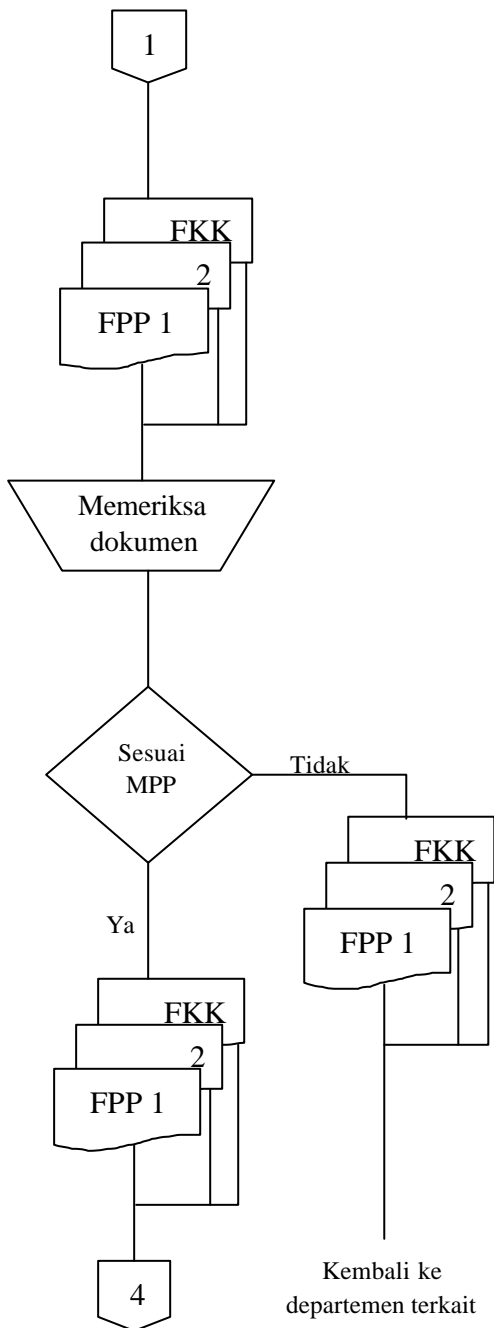 1
FKK
2
FPP 1
Memeriksa
dokumen
Sesuai
MPP
Tidak
FKK
2
FPP 1
Ya
FKK
2
FPP 1
4
Kembali ke
departemen terkait